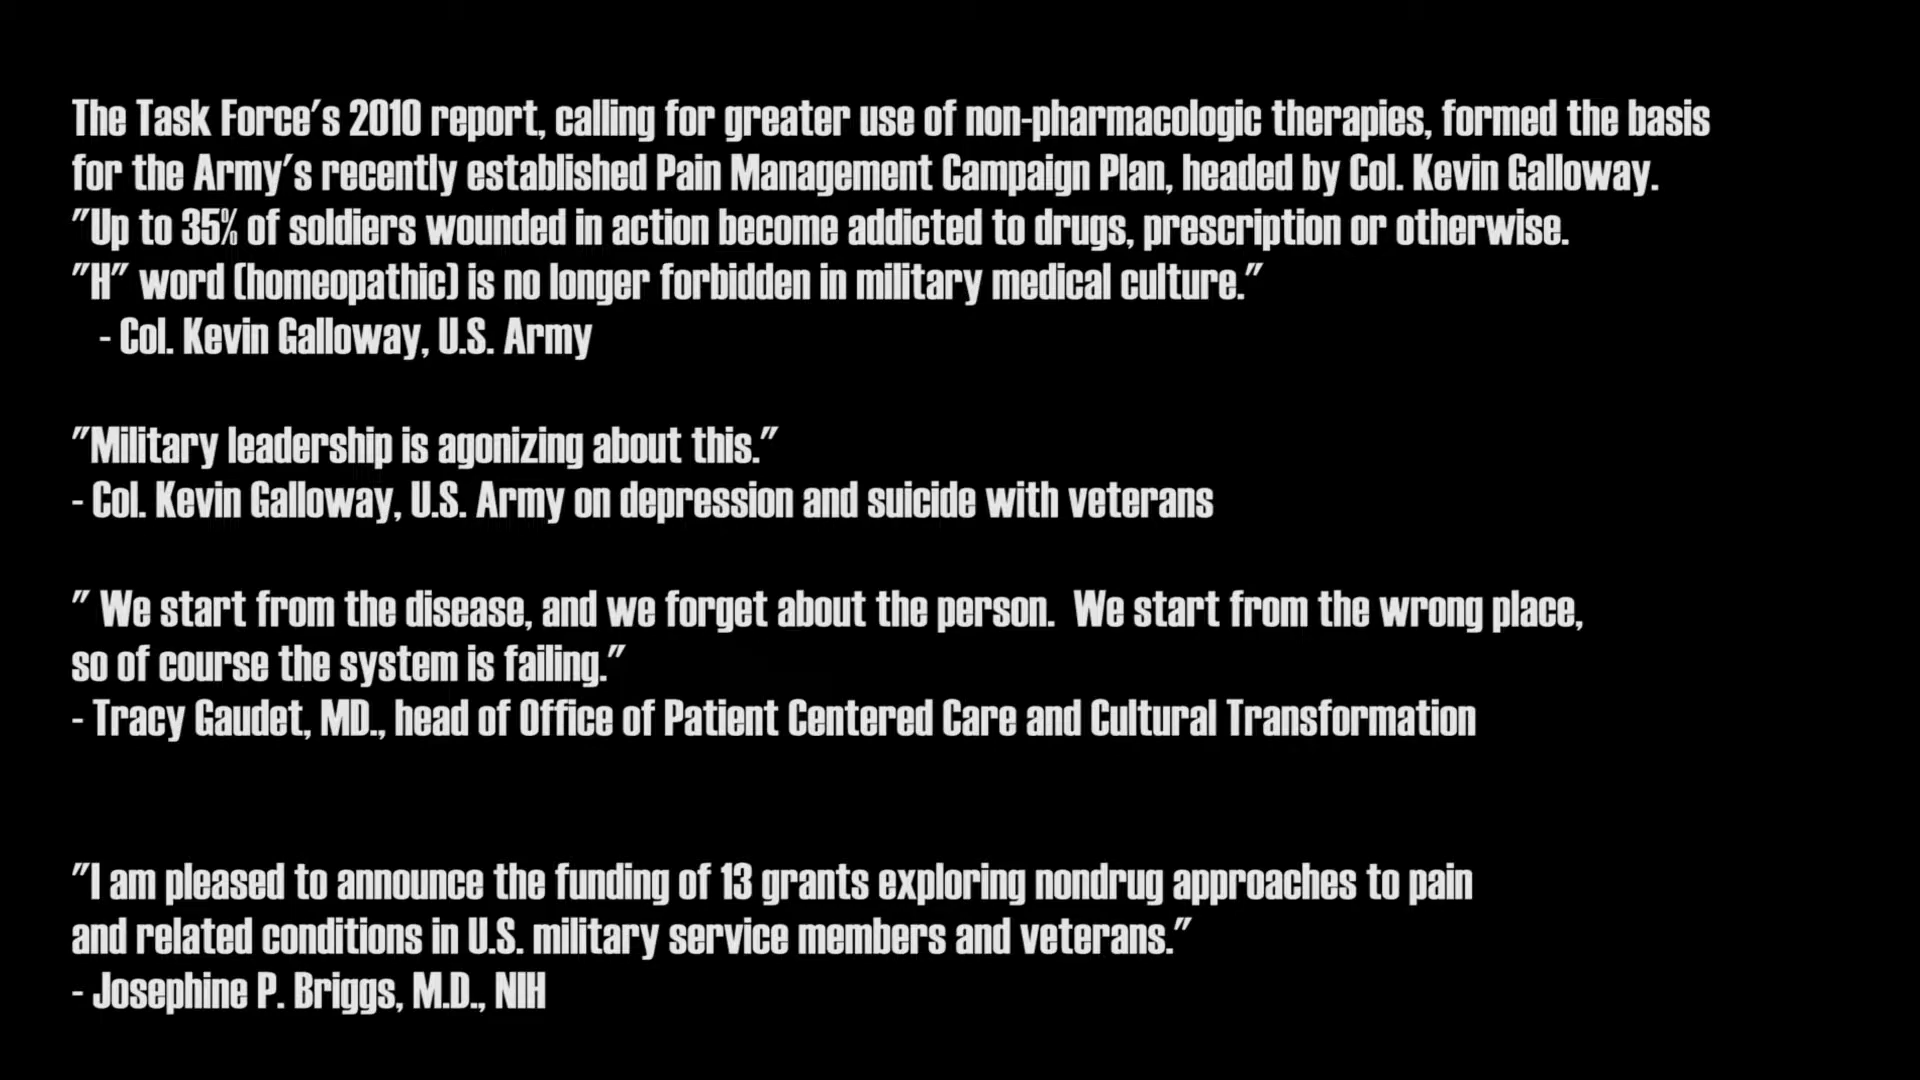 The Task Force's 2010 report, calling for greater use of non-pharmacologic therapies, formed the basis
for the Army's recently established Pain Management Campaign Plan, headed by Col. Kevin Galloway.
"Up to 35% of soldiers wounded in action become addicted to drugs, prescription or otherwise.
"H" word (homeopathic) is no longer forbidden in military medical culture."
- Col. Kevin Galloway, U.S. Army
"Military leadership is agonizing about this."
- Col. Kevin Galloway, U.S. Army on depression and suicide with veterans
" We start from the disease, and we forget about the person. We start from the wrong place,
so of course the system is failing."
- Tracy Gaudet, MD., head of Office of Patient Centered Care and Cultural Transformation
"I am pleased to announce the funding of 13 grants exploring nondrug approaches to pain
and related conditions in U.S. military service members and veterans."
- Josephine P. Briggs, M.D., NIH